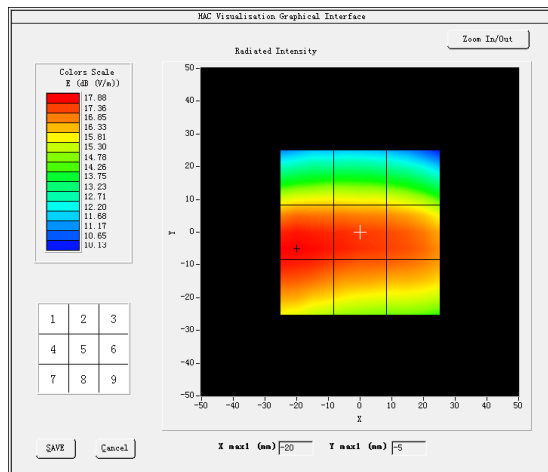 HAC Visualisation Graphical Interface
Zoom In/Out
Radiated Intensity
Colors Scale
E (dB (V/m))
17.88
17.36
16.85
16.33
15.81
15.30
14.78
14.26
13.75
13.23
12.71
12.20
11.68
11.17
10.65
10.13
50
40
30
20
10
0
-10
-20
-30
-40
-50
Y
-50 -40 -30 -20 -10 0 10 20 30 40 50
X
1 2 3
4 5 6
7 8 9
SAVE Cancel
X max1 (mm) -20 Y max1 (mm) -5